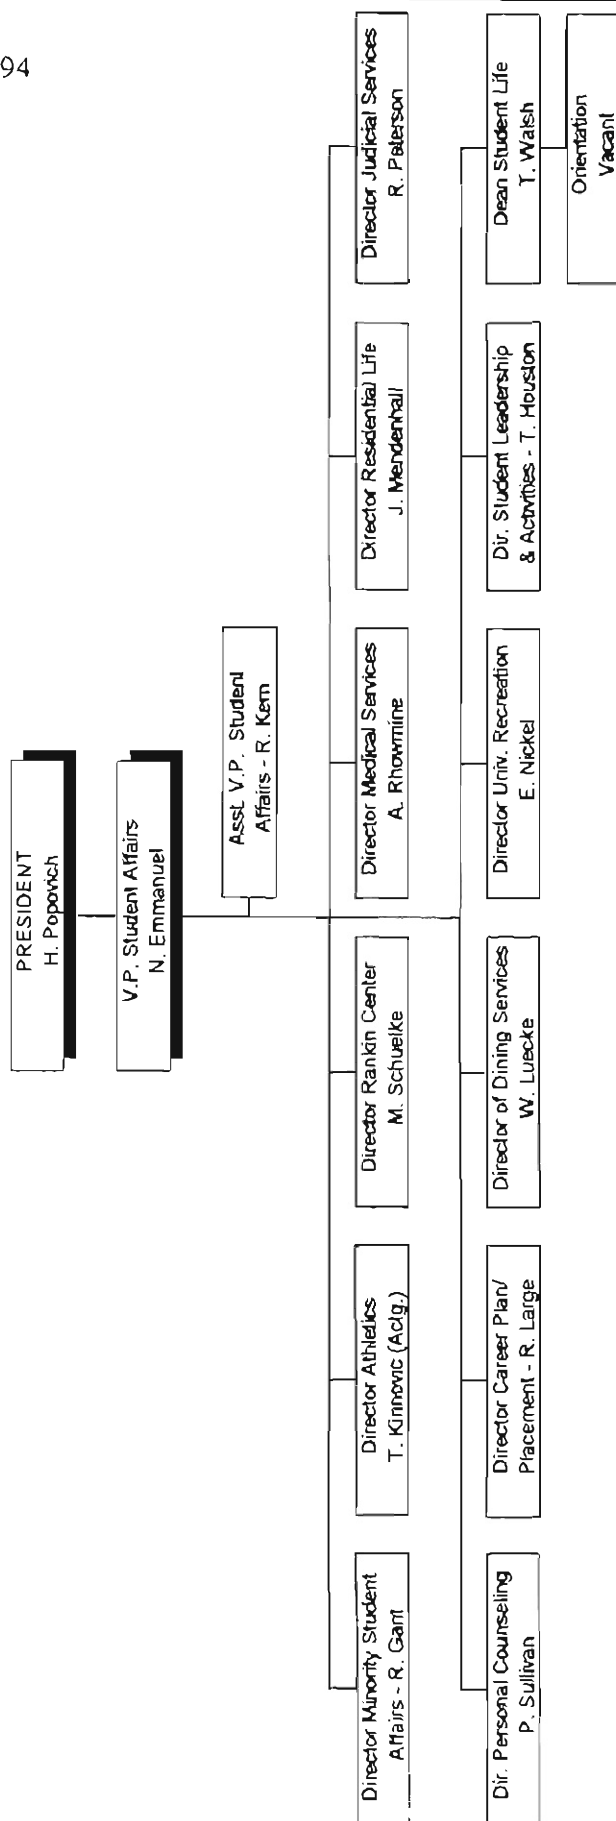 94
PRESIDENT
H. Popovich
V.P. Student Affairs
N. Emmanuel
Asst. V.P. Student
Affairs - R. Kern
Director Minority Student
Affairs - R. Gant
Director Athletics
T. Kinnovic (Actg.)
Director Rankin Center
M. Schuelke
Director Medical Services
A. Rhowmine
Director Residential Life
J. Mendenhall
Director Judicial Services
R. Paterson
Dir. Personal Counseling
P. Sullivan
Director Career Plan/
Placement - R. Large
Director of Dining Services
W. Luecke
Director Univ. Recreation
E. Nickel
Dir. Student Leadership
& Activities - T. Houston
Dean Student Life
T. Walsh
Orientation
Vacant